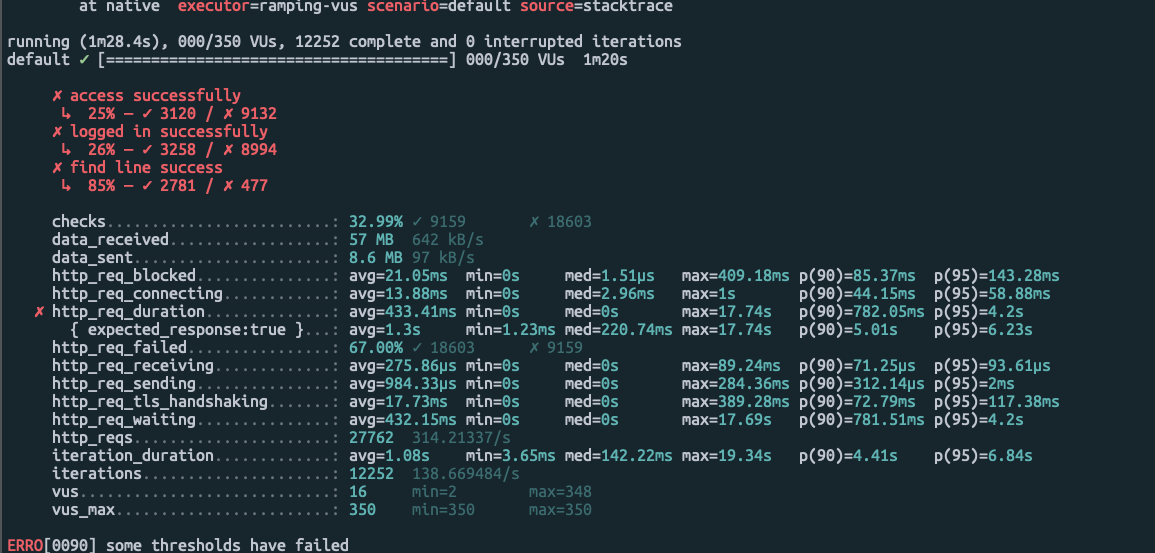 at native  executor=ramping-vus scenario=default source=stacktrace
running (1m28.4s), 000/350 VUs, 12252 complete and 0 interrupted iterations
default ✓ [======================================] 000/350 VUs  1m20s
✗ access successfully
↳  25% — ✓ 3120 / ✗ 9132
✗ logged in successfully
↳  26% — ✓ 3258 / ✗ 8994
✗ find line success
↳  85% — ✓ 2781 / ✗ 477
checks.........................: 32.99% ✓ 9159        ✗ 18603
data_received..................: 57 MB  642 kB/s
data_sent......................: 8.6 MB 97 kB/s
http_req_blocked...............: avg=21.05ms  min=0s     med=1.51µs   max=409.18ms p(90)=85.37ms  p(95)=143.28ms
http_req_connecting............: avg=13.88ms  min=0s     med=2.96ms   max=1s       p(90)=44.15ms  p(95)=58.88ms
✗ http_req_duration..............: avg=433.41ms min=0s     med=0s       max=17.74s   p(90)=782.05ms p(95)=4.2s
{ expected_response:true }...: avg=1.3s     min=1.23ms med=220.74ms max=17.74s   p(90)=5.01s    p(95)=6.23s
http_req_failed................: 67.00% ✓ 18603       ✗ 9159
http_req_receiving.............: avg=275.86µs min=0s     med=0s       max=89.24ms  p(90)=71.25µs  p(95)=93.61µs
http_req_sending...............: avg=984.33µs min=0s     med=0s       max=284.36ms p(90)=312.14µs p(95)=2ms
http_req_tls_handshaking.......: avg=17.73ms  min=0s     med=0s       max=389.28ms p(90)=72.79ms  p(95)=117.38ms
http_req_waiting...............: avg=432.15ms min=0s     med=0s       max=17.69s   p(90)=781.51ms p(95)=4.2s
http_reqs......................: 27762  314.21337/s
iteration_duration.............: avg=1.08s    min=3.65ms med=142.22ms max=19.34s   p(90)=4.41s    p(95)=6.84s
iterations.....................: 12252  138.669484/s
vus............................: 16     min=2         max=348
vus_max........................: 350    min=350       max=350
ERRO[0090] some thresholds have failed